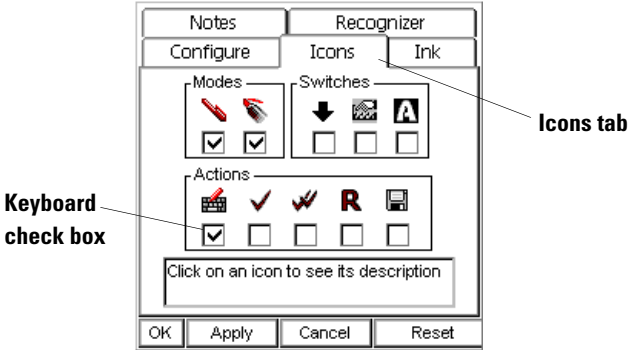 Notes Recognizer
Configure Icons Ink
Modes Switches
Icons tab
Actions
R
Keyboard
check box
Click on an icon to see its description
OK Apply Cancel Reset